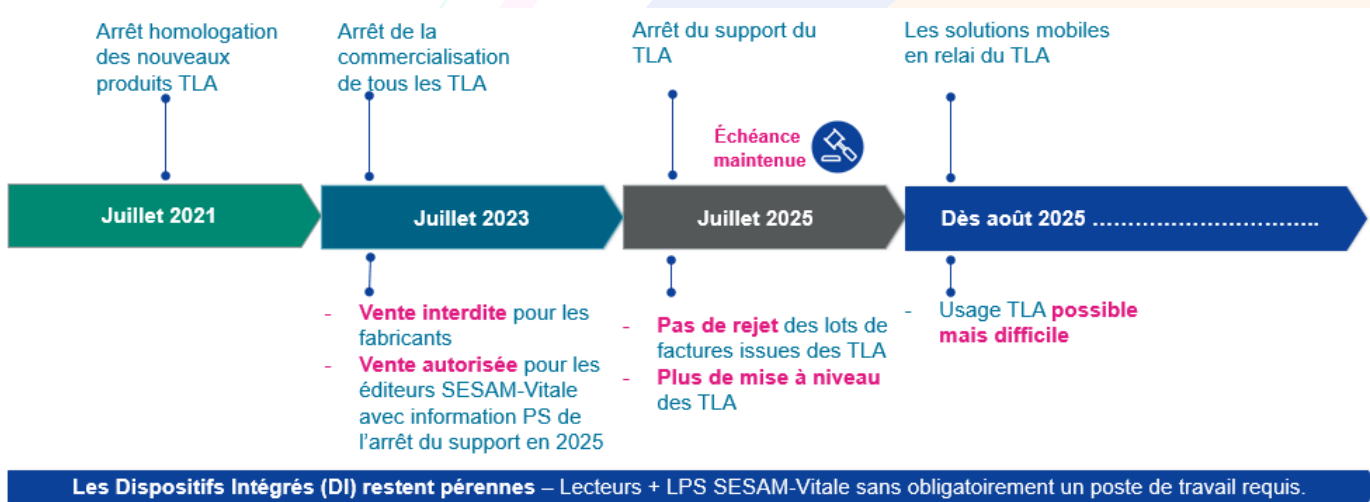 Arrêt homologation
des nouveaux
produits TLA
Arrêt de la
commercialisation
de tous les TLA
Arrêt du support du
TLA
Les solutions mobiles
en relai du TLA
Échéance
maintenue
Juillet 2021
Juillet 2023
Juillet 2025
Dès août 2025 ……………………………..
- Vente interdite pour les
fabricants
- Vente autorisée pour les
éditeurs SESAM-Vitale
avec information PS de
l’arrêt du support en 2025
- Pas de rejet des lots de
factures issues des TLA
- Plus de mise à niveau
des TLA
- Usage TLA possible
mais difficile
Les Dispositifs Intégrés (DI) restent pérennes – Lecteurs + LPS SESAM-Vitale sans obligatoirement un poste de travail requis.